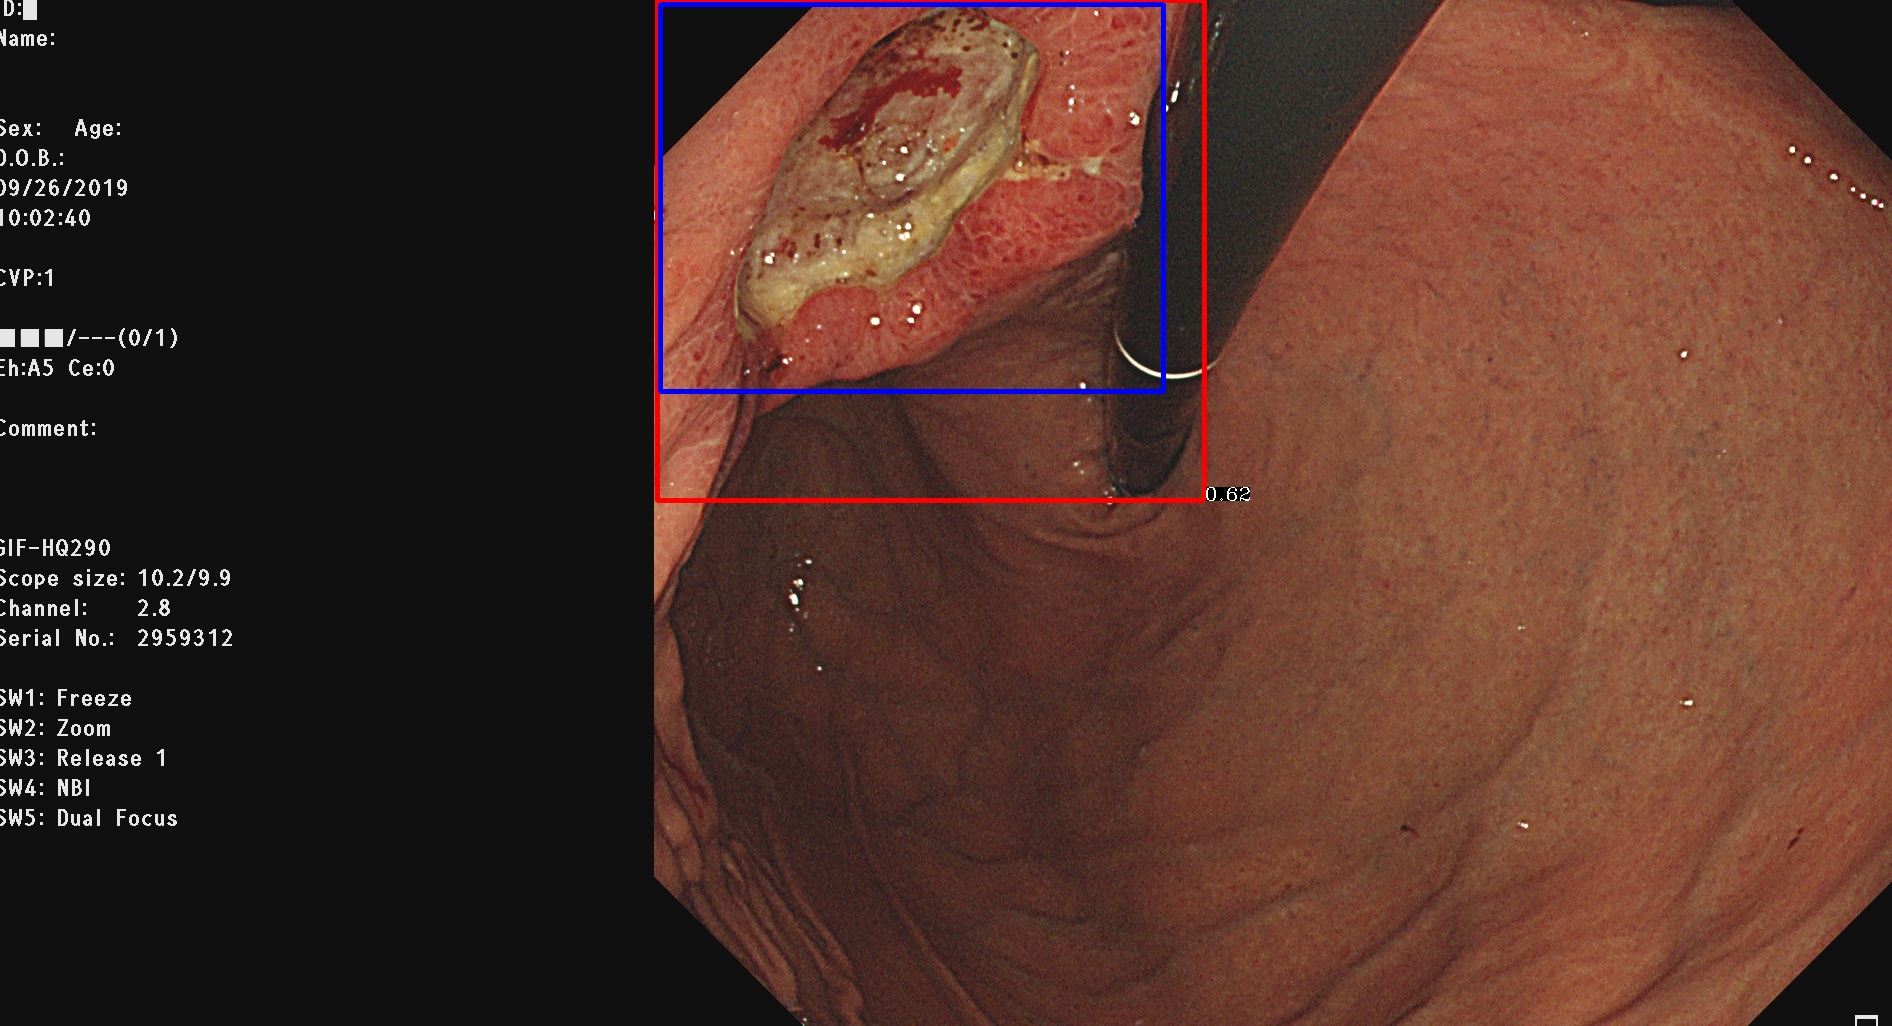 D:
Name:
Sex: Age:
D.O.B.:
09/26/2019
10:02:40
CVP:1
/---(0/1)
Eh:A5 Ce:0
Comment:
GIF-HQ290
Scope size: 10.2/9.9
Channel: 2.8
Serial No.: 2959312
SW1: Freeze
SW2: Zoom
SW3: Release 1
SW4: NBI
SW5: Dual Focus
0.62